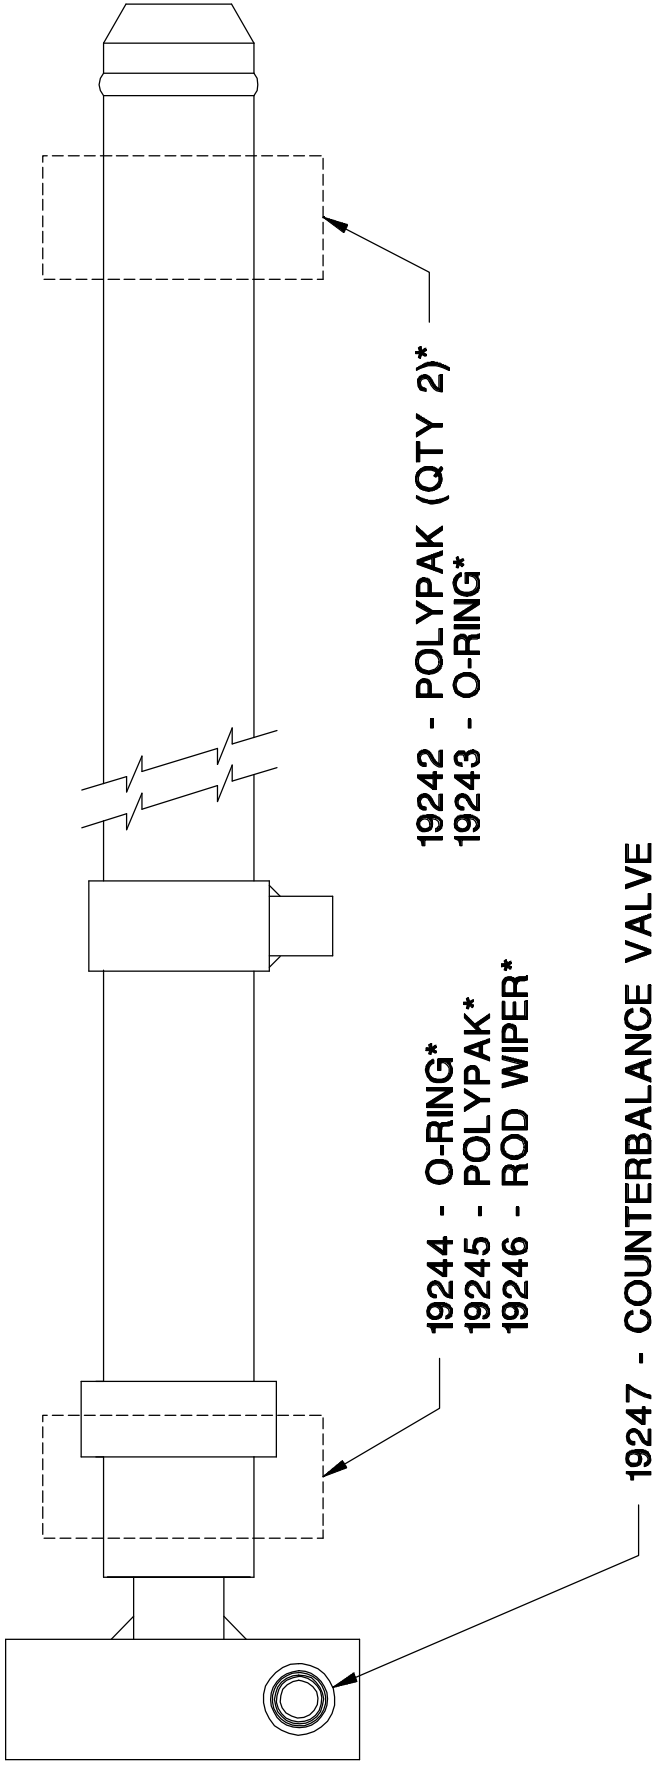 19242 - POLYPAK (QTY 2)*
19243 - O-RING*
19244 - O-RING*
19245 - POLYPAK*
19246 - ROD WIPER*
19247 - COUNTERBALANCE VALVE